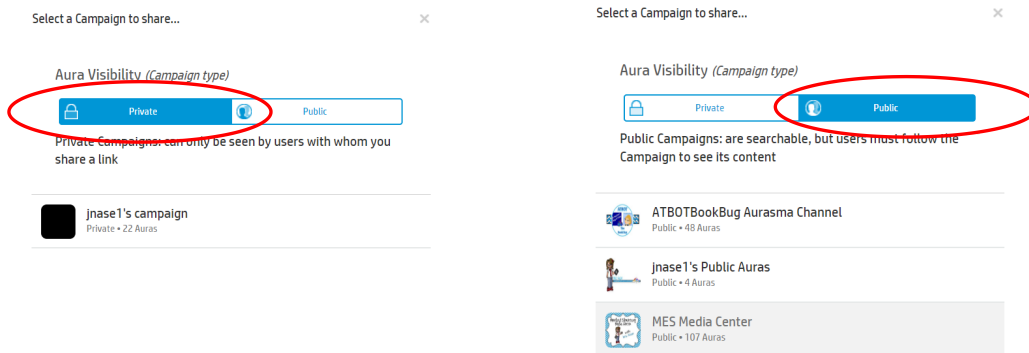 Select a Campaign to share...
Aura Visibility (Campaign type)
Private
Public
Private Campaigns: can only be seen by users with whom you
share a link
jnase1's campaign
Private • 22 Auras
Select a Campaign to share...
Aura Visibility (Campaign type)
Private
Public
Public Campaigns: are searchable, but users must follow the
Campaign to see its content
ATBOTBookBug Aurasma Channel
Public • 48 Auras
jnase1's Public Auras
Public • 4 Auras
MES Media Center
Public • 107 Auras